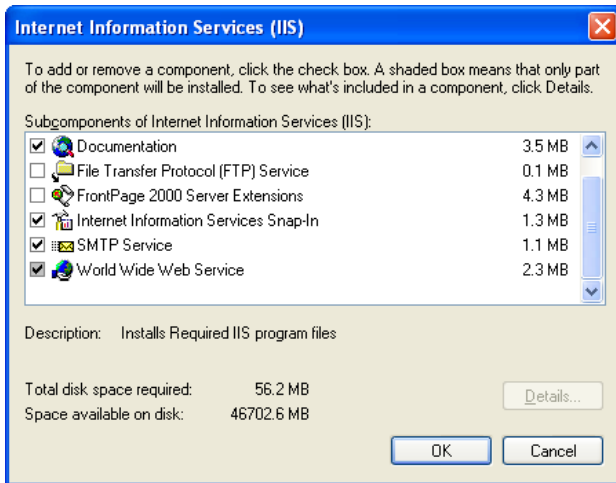 Internet Information Services (IIS)
To add or remove a component, click the check box. A shaded box means that only part
of the component will be installed. To see what's included in a component, click Details.
Subcomponents of Internet Information Services (IIS):
Documentation 3.5 MB
File Transfer Protocol (FTP) Service 0.1 MB
FrontPage 2000 Server Extensions 4.3 MB
Internet Information Services Snap-In 1.3 MB
SMTP Service 1.1 MB
World Wide Web Service 2.3 MB
Description: Installs Required IIS program files
Total disk space required: 56.2 MB
Details...
Space available on disk: 46702.6 MB
OK Cancel